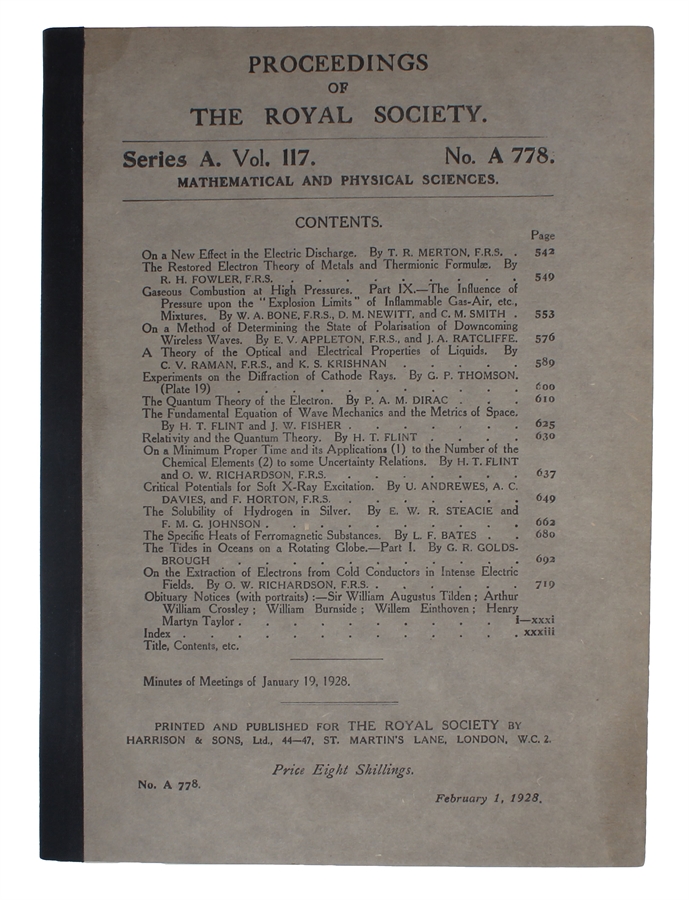 PROCEEDINGS
OF
THE ROYAL SOCIETY.
Series A. Vol. 117. No. A 778.
MATHEMATICAL AND PHYSICAL SCIENCES.
CONTENTS.
Page
On a New Effect in the Electric Discharge. By T. R. MERTON, F.R.S. . 542
The Restored Electron Theory of Metals and Thermionic Formulæ. By
R. H. FOWLER, F.R.S. . . . . . . . . 549
Gaseous Combustion at High Pressures. Part IX.—The Influence of
Pressure upon the "Explosion Limits" of Inflammable Gas-Air, etc.,
Mixtures. By W. A. BONE, F.R.S., D. M. NEWITT, and C. M. SMITH . 553
On a Method of Determining the State of Polarisation of Downcoming
Wireless Waves. By E. V. APPLETON, F.R.S., and J. A. RATCLIFFE. 576
A Theory of the Optical and Electrical Properties of Liquids. By
C. V. RAMAN, F.R.S., and K. S. KRISHNAN . . . . . 589
Experiments on the Diffraction of Cathode Rays. By G. P. THOMSON.
(Plate 19) . . . . . . . . . . . 600
The Quantum Theory of the Electron. By P. A. M. DIRAC . . . 610
The Fundamental Equation of Wave Mechanics and the Metrics of Space.
By H. T. FLINT and J. W. FISHER . . . . . . . 625
Relativity and the Quantum Theory. By H. T. FLINT . . . . 630
On a Minimum Proper Time and its Applications (1) to the Number of the
Chemical Elements (2) to some Uncertainty Relations. By H. T. FLINT
and O. W. RICHARDSON, F.R.S. . . . . . . . 637
Critical Potentials for Soft X-Ray Excitation. By U. ANDREWES, A. C.
DAVIES, and F. HORTON, F.R.S. . . . . . . . 649
The Solubility of Hydrogen in Silver. By E. W. R. STEACIE and
F. M. G. JOHNSON . . . . . . . . . . 662
The Specific Heats of Ferromagnetic Substances. By L. F. BATES . . 680
The Tides in Oceans on a Rotating Globe.—Part I. By G. R. GOLDS-
BROUGH . . . . . . . . . . . 692
On the Extraction of Electrons from Cold Conductors in Intense Electric
Fields. By O. W. RICHARDSON, F.R.S. . . . . . . 719
Obituary Notices (with portraits) :—Sir William Augustus Tilden ; Arthur
William Crossley ; William Burnside ; Willem Einthoven ; Henry
Martyn Taylor . . . . . . . . . . . i—xxxi
Index . . . . . . . . . . . . . xxxiii
Title, Contents, etc.
Minutes of Meetings of January 19, 1928.
PRINTED AND PUBLISHED FOR THE ROYAL SOCIETY BY
HARRISON & SONS, Ltd., 44—47, ST. MARTIN'S LANE, LONDON, W.C. 2.
Price Eight Shillings.
No. A 778.
February 1, 1928.